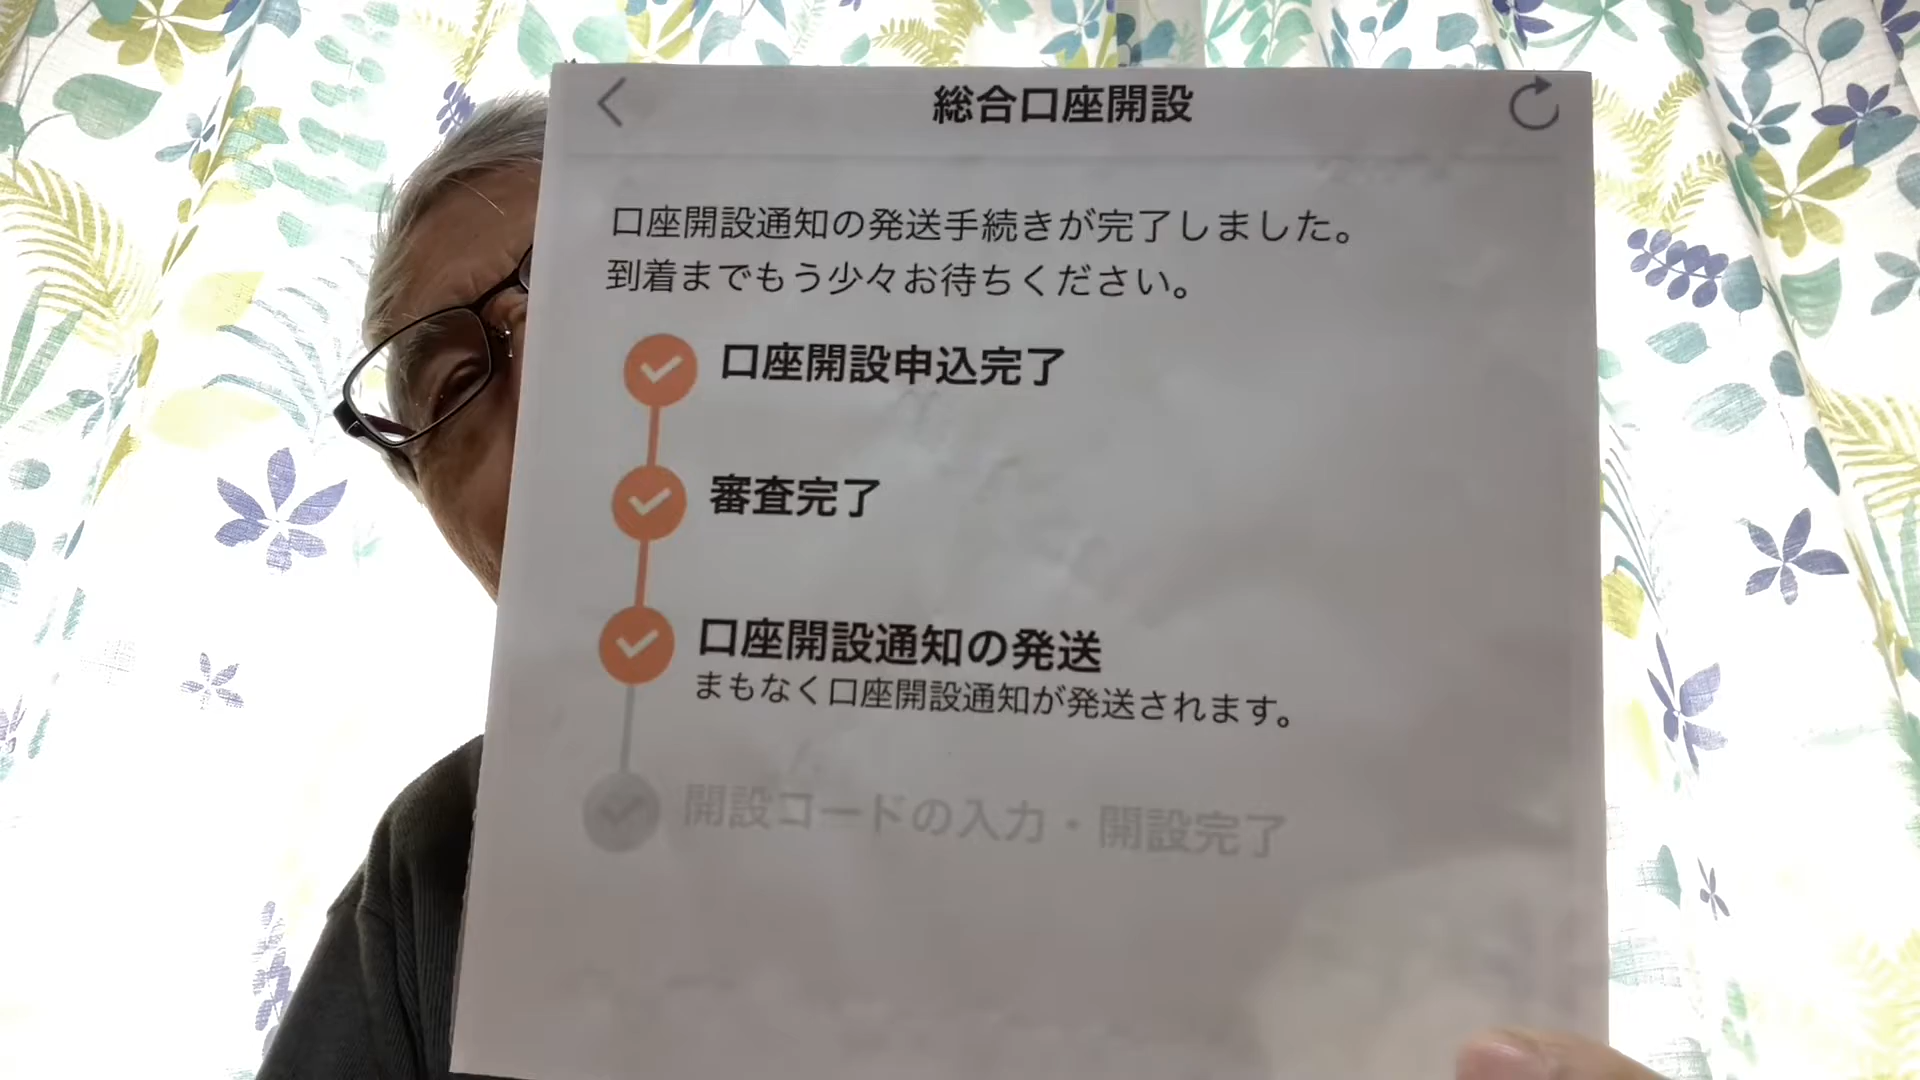 総合口座開設
口座開設通知の発送手続きが完了しました。
到着までもう少々お待ちください。
口座開設申込完了
審査完了
口座開設通知の発送
まもなく口座開設通知が発送されます。
開設コードの入力・開設完了